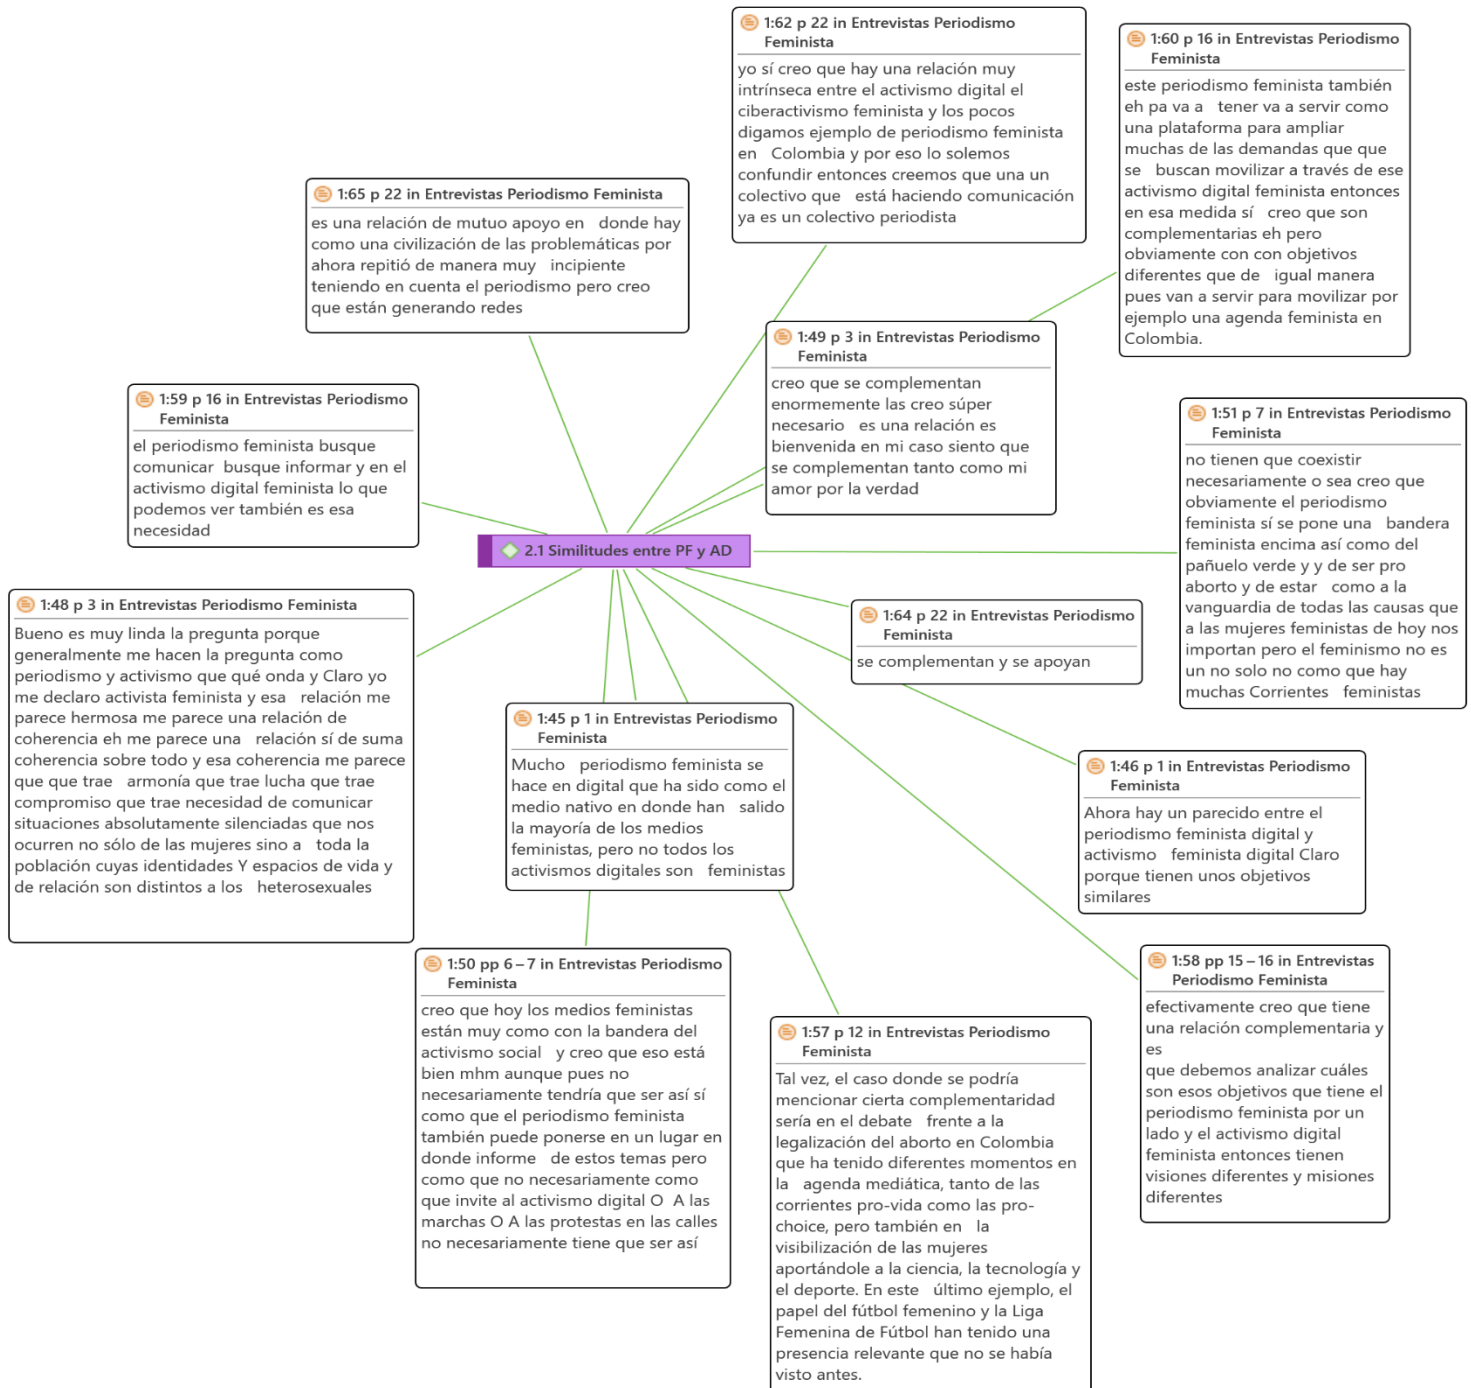 1:62 p 22 in Entrevistas Periodismo
Feminista
yo sí creo que hay una relación muy
intrínseca entre el activismo digital el
ciberactivismo feminista y los pocos
digamos ejemplo de periodismo feminista
en Colombia y por eso lo solemos
confundir entonces creemos que una un
colectivo que está haciendo comunicación
ya es un colectivo periodista
1:60 p 16 in Entrevistas Periodismo
Feminista
este periodismo feminista también
eh pa va a tener va a servir como
una plataforma para ampliar
muchas de las demandas que que
se buscan movilizar a través de ese
activismo digital feminista entonces
en esa medida sí creo que son
complementarias eh pero
obviamente con con objetivos
diferentes que de igual manera
pues van a servir para movilizar por
ejemplo una agenda feminista en
Colombia.
1:65 p 22 in Entrevistas Periodismo Feminista
es una relación de mutuo apoyo en donde hay
como una civilización de las problemáticas por
ahora repitió de manera muy incipiente
teniendo en cuenta el periodismo pero creo
que están generando redes
1:49 p 3 in Entrevistas Periodismo
Feminista
creo que se complementan
enormemente las creo súper
necesario es una relación es
bienvenida en mi caso siento que
se complementan tanto como mi
amor por la verdad
1:59 p 16 in Entrevistas Periodismo
Feminista
el periodismo feminista busque
comunicar busque informar y en el
activismo digital feminista lo que
podemos ver también es esa
necesidad
1:51 p 7 in Entrevistas Periodismo
Feminista
no tienen que coexistir
necesariamente o sea creo que
obviamente el periodismo
feminista sí se pone una bandera
feminista encima así como del
pañuelo verde y y de ser pro
aborto y de estar como a la
vanguardia de todas las causas que
a las mujeres feministas de hoy nos
importan pero el feminismo no es
un no solo no como que hay
muchas Corrientes feministas
2.1 Similitudes entre PF y AD
1:48 p 3 in Entrevistas Periodismo Feminista
Bueno es muy linda la pregunta porque
generalmente me hacen la pregunta como
periodismo y activismo que qué onda y Claro yo
me declaro activista feminista y esa relación me
parece hermosa me parece una relación de
coherencia eh me parece una relación sí de suma
coherencia sobre todo y esa coherencia me parece
que que trae armonía que trae lucha que trae
compromiso que trae necesidad de comunicar
situaciones absolutamente silenciadas que nos
ocurren no sólo de las mujeres sino a toda la
población cuyas identidades Y espacios de vida y
de relación son distintos a los heterosexuales
1:64 p 22 in Entrevistas Periodismo
Feminista
se complementan y se apoyan
1:45 p 1 in Entrevistas Periodismo
Feminista
Mucho periodismo feminista se
hace en digital que ha sido como el
medio nativo en donde han salido
la mayoría de los medios
feministas, pero no todos los
activismos digitales son feministas
1:46 p 1 in Entrevistas Periodismo
Feminista
Ahora hay un parecido entre el
periodismo feminista digital y
activismo feminista digital Claro
porque tienen unos objetivos
similares
1:50 pp 6 – 7 in Entrevistas Periodismo
Feminista
creo que hoy los medios feministas
están muy como con la bandera del
activismo social y creo que eso está
bien mhm aunque pues no
necesariamente tendría que ser así sí
como que el periodismo feminista
también puede ponerse en un lugar en
donde informe de estos temas pero
como que no necesariamente como
que invite al activismo digital O A las
marchas O A las protestas en las calles
no necesariamente tiene que ser así
1:58 pp 15 – 16 in Entrevistas
Periodismo Feminista
efectivamente creo que tiene
una relación complementaria y
es
que debemos analizar cuáles
son esos objetivos que tiene el
periodismo feminista por un
lado y el activismo digital
feminista entonces tienen
visiones diferentes y misiones
diferentes
1:57 p 12 in Entrevistas Periodismo
Feminista
Tal vez, el caso donde se podría
mencionar cierta complementaridad
sería en el debate frente a la
legalización del aborto en Colombia
que ha tenido diferentes momentos en
la agenda mediática, tanto de las
corrientes pro-vida como las pro-
choice, pero también en la
visibilización de las mujeres
aportándole a la ciencia, la tecnología y
el deporte. En este último ejemplo, el
papel del fútbol femenino y la Liga
Femenina de Fútbol han tenido una
presencia relevante que no se había
visto antes.